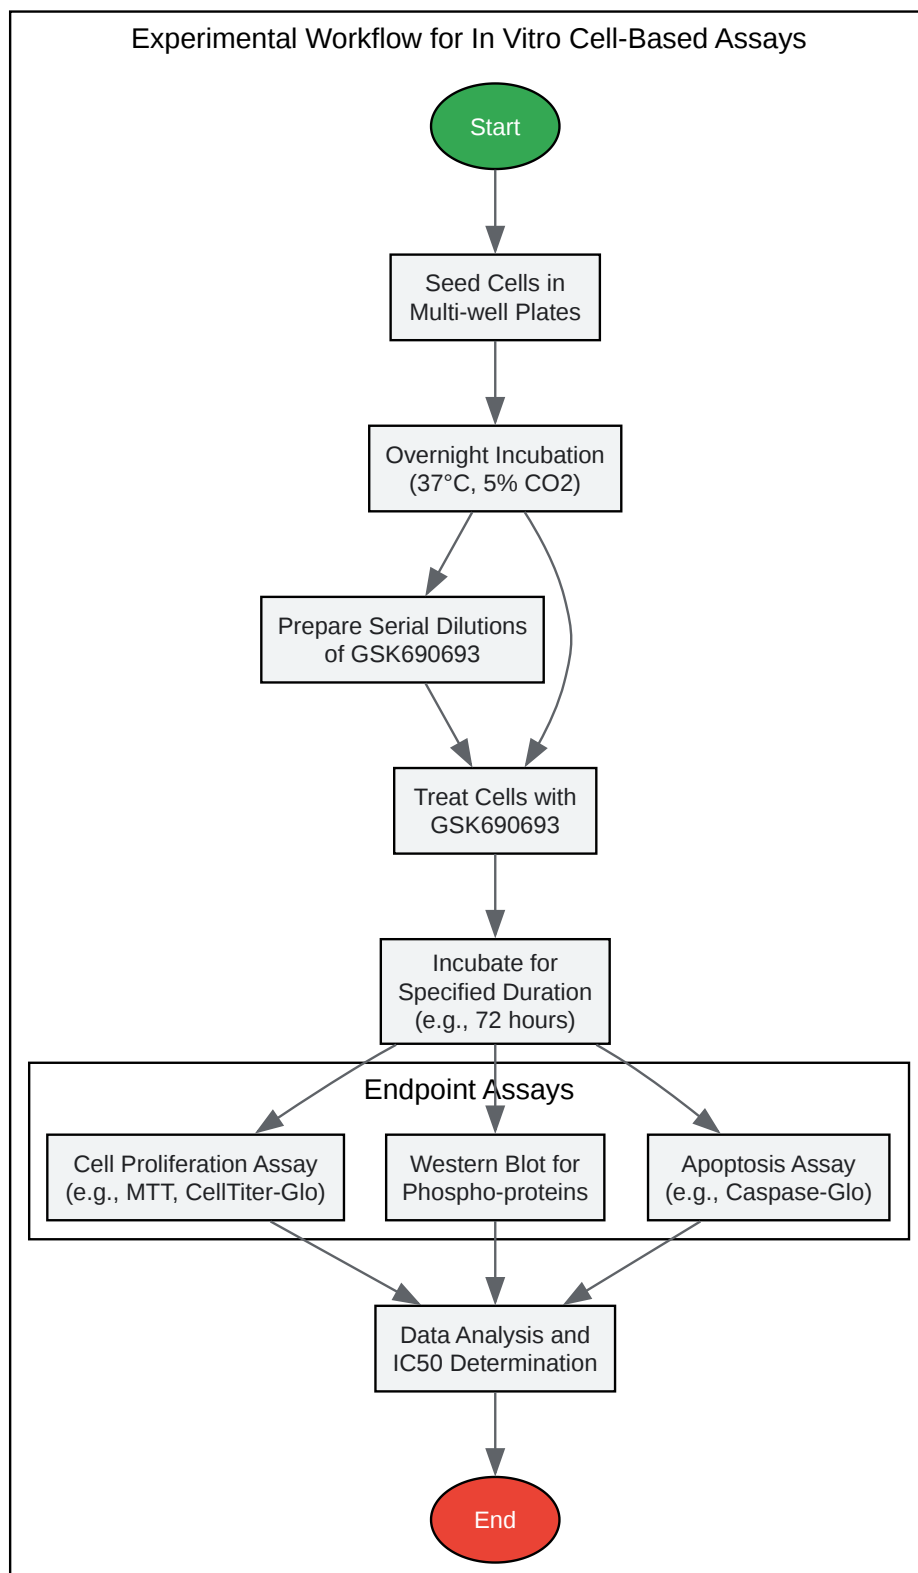 Experimental Workflow for In Vitro Cell-Based Assays
Start
Seed Cells in
Multi-well Plates
Overnight Incubation
(37°C, 5% CO2)
Prepare Serial Dilutions
of GSK690693
Treat Cells with
GSK690693
Incubate for
Specified Duration
(e.g., 72 hours)
Endpoint Assays
Cell Proliferation Assay
(e.g., MTT, CellTiter-Glo)
Western Blot for
Phospho-proteins
Apoptosis Assay
(e.g., Caspase-Glo)
Data Analysis and
IC50 Determination
End